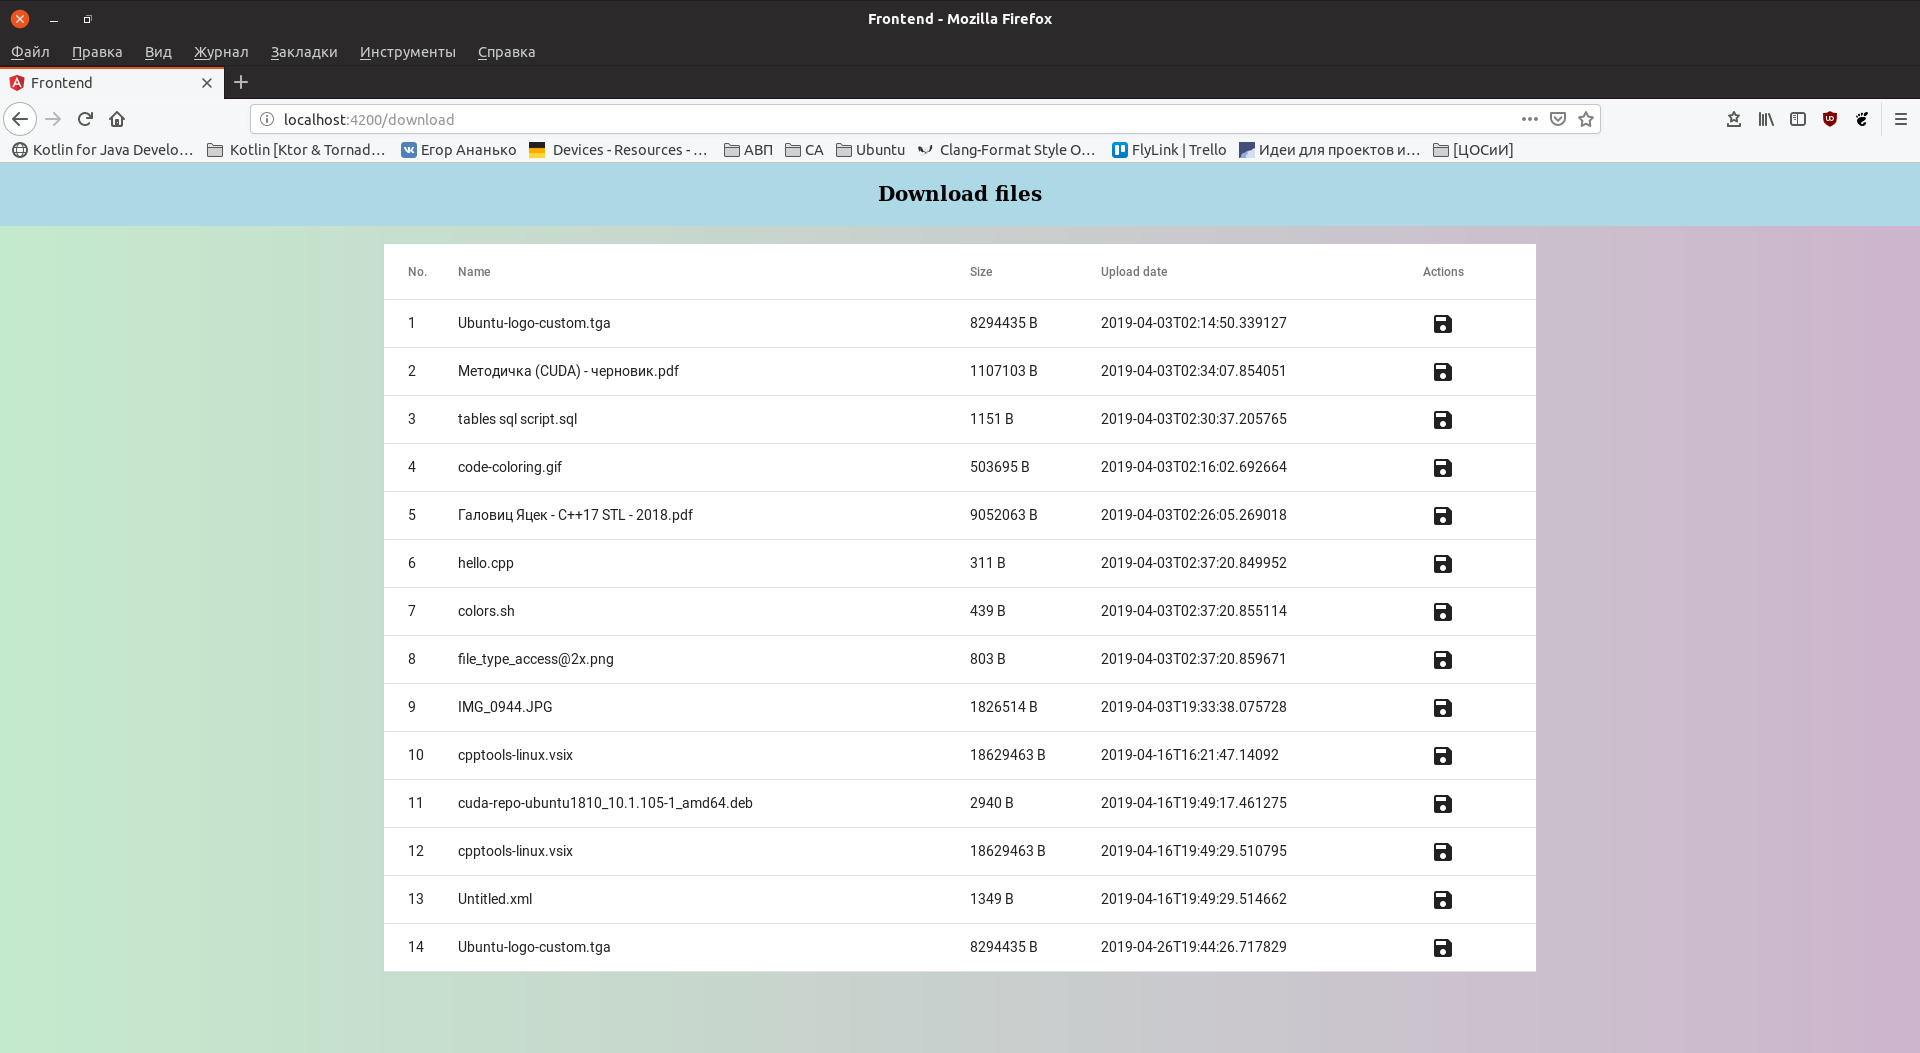 Frontend - Mozilla Firefox
Файл Правка Вид Журнал Закладки Инструменты Справка
Frontend
localhost:4200/download
Kotlin for Java Develo… Kotlin [Ktor & Tornad… Егор Ананько Devices - Resources - … АВП CA Ubuntu Clang-Format Style O… FlyLink | Trello Идеи для проектов и… [ЦОСиИ]
Download files
No. Name Size Upload date Actions
1 Ubuntu-logo-custom.tga 8294435 B 2019-04-03T02:14:50.339127
2 Методичка (CUDA) - черновик.pdf 1107103 B 2019-04-03T02:34:07.854051
3 tables sql script.sql 1151 B 2019-04-03T02:30:37.205765
4 code-coloring.gif 503695 B 2019-04-03T02:16:02.692664
5 Галовиц Яцек - C++17 STL - 2018.pdf 9052063 B 2019-04-03T02:26:05.269018
6 hello.cpp 311 B 2019-04-03T02:37:20.849952
7 colors.sh 439 B 2019-04-03T02:37:20.855114
8 file_type_access@2x.png 803 B 2019-04-03T02:37:20.859671
9 IMG_0944.JPG 1826514 B 2019-04-03T19:33:38.075728
10 cpptools-linux.vsix 18629463 B 2019-04-16T16:21:47.14092
11 cuda-repo-ubuntu1810_10.1.105-1_amd64.deb 2940 B 2019-04-16T19:49:17.461275
12 cpptools-linux.vsix 18629463 B 2019-04-16T19:49:29.510795
13 Untitled.xml 1349 B 2019-04-16T19:49:29.514662
14 Ubuntu-logo-custom.tga 8294435 B 2019-04-26T19:44:26.717829